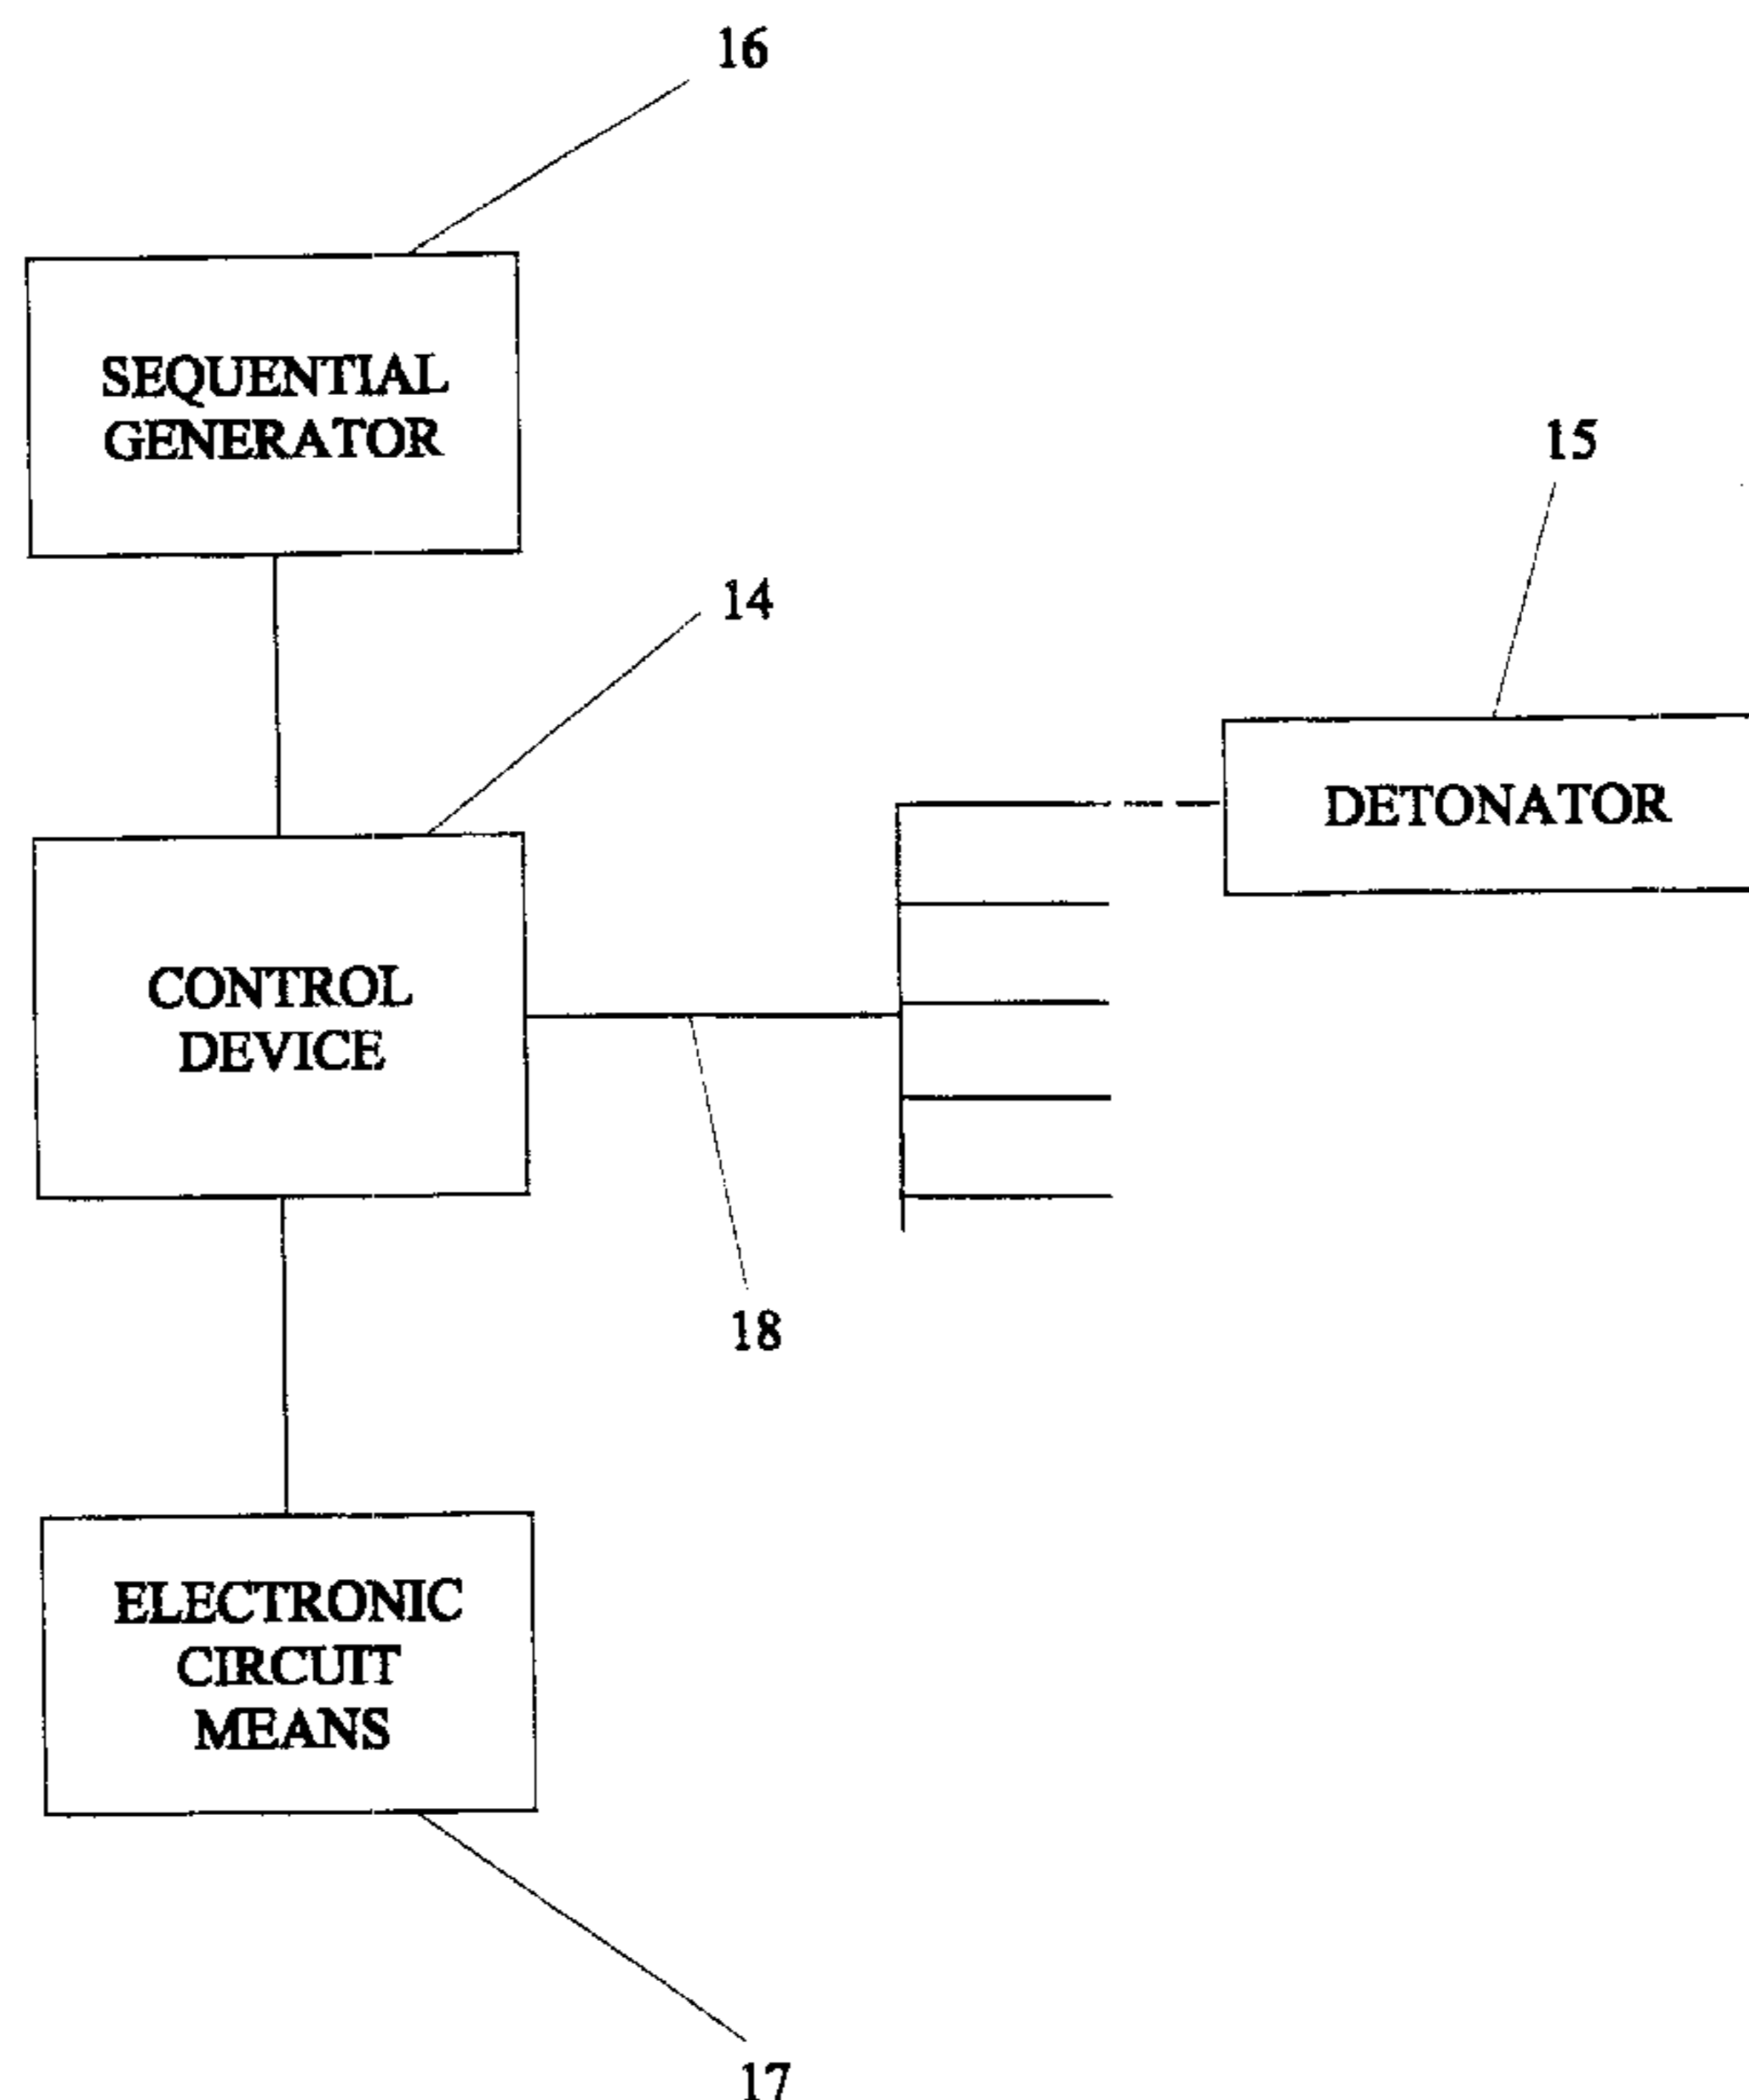 16
SEQUENTIAL
GENERATOR
15
14
DETONATOR
CONTROL
DEVICE
18
ELECTRONIC
CIRCUIT
MEANS
17